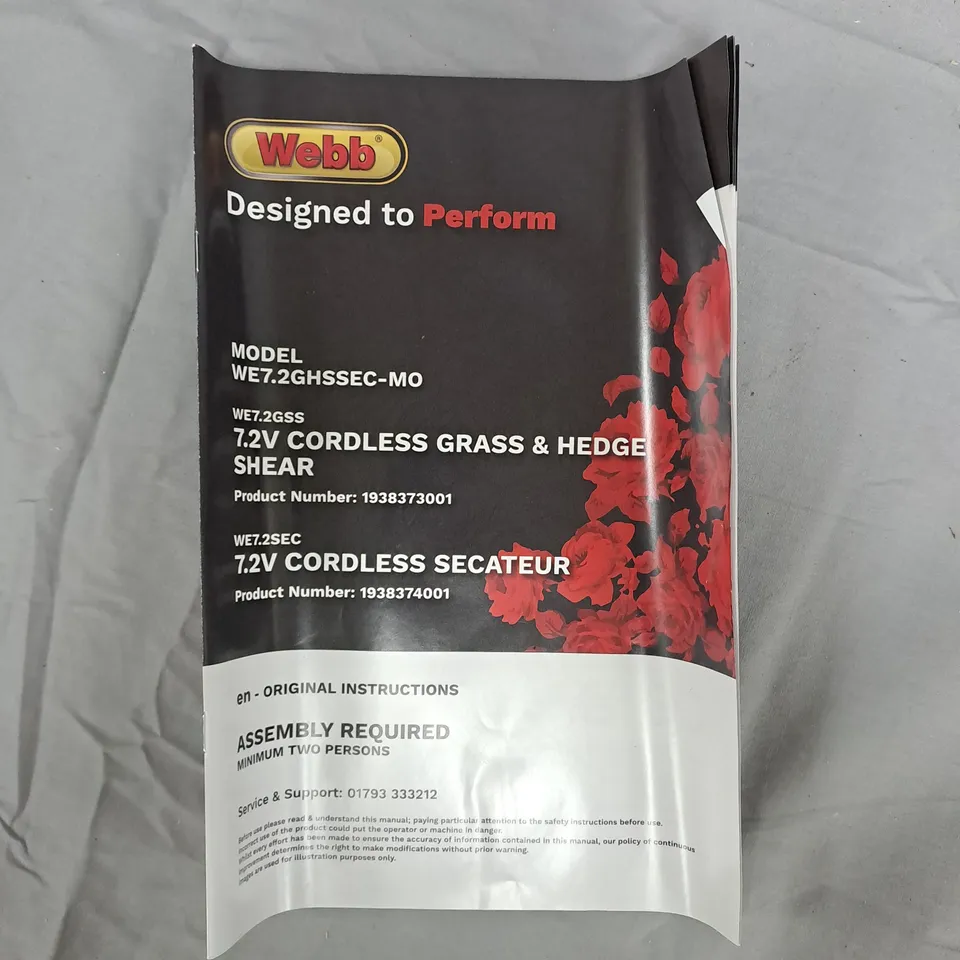 Webb®
Designed to Perform
MODEL
WE7.2GHSSEC-MO
WE7.2GSS
7.2V CORDLESS GRASS & HEDGE
SHEAR
Product Number: 1938373001
WE7.2SEC
7.2V CORDLESS SECATEUR
Product Number: 1938374001
en - ORIGINAL INSTRUCTIONS
ASSEMBLY REQUIRED
MINIMUM TWO PERSONS
Service & Support: 01793 333212
Before use please read & understand this manual; paying particular attention to the safety instructions before use.
Incorrect use of the product could put the operator or machine in danger.
Whilst every effort has been made to ensure the accuracy of information contained in this manual, our policy of continuous
improvement determines the right to make modifications without prior warning.
Images are used for illustration purposes only.